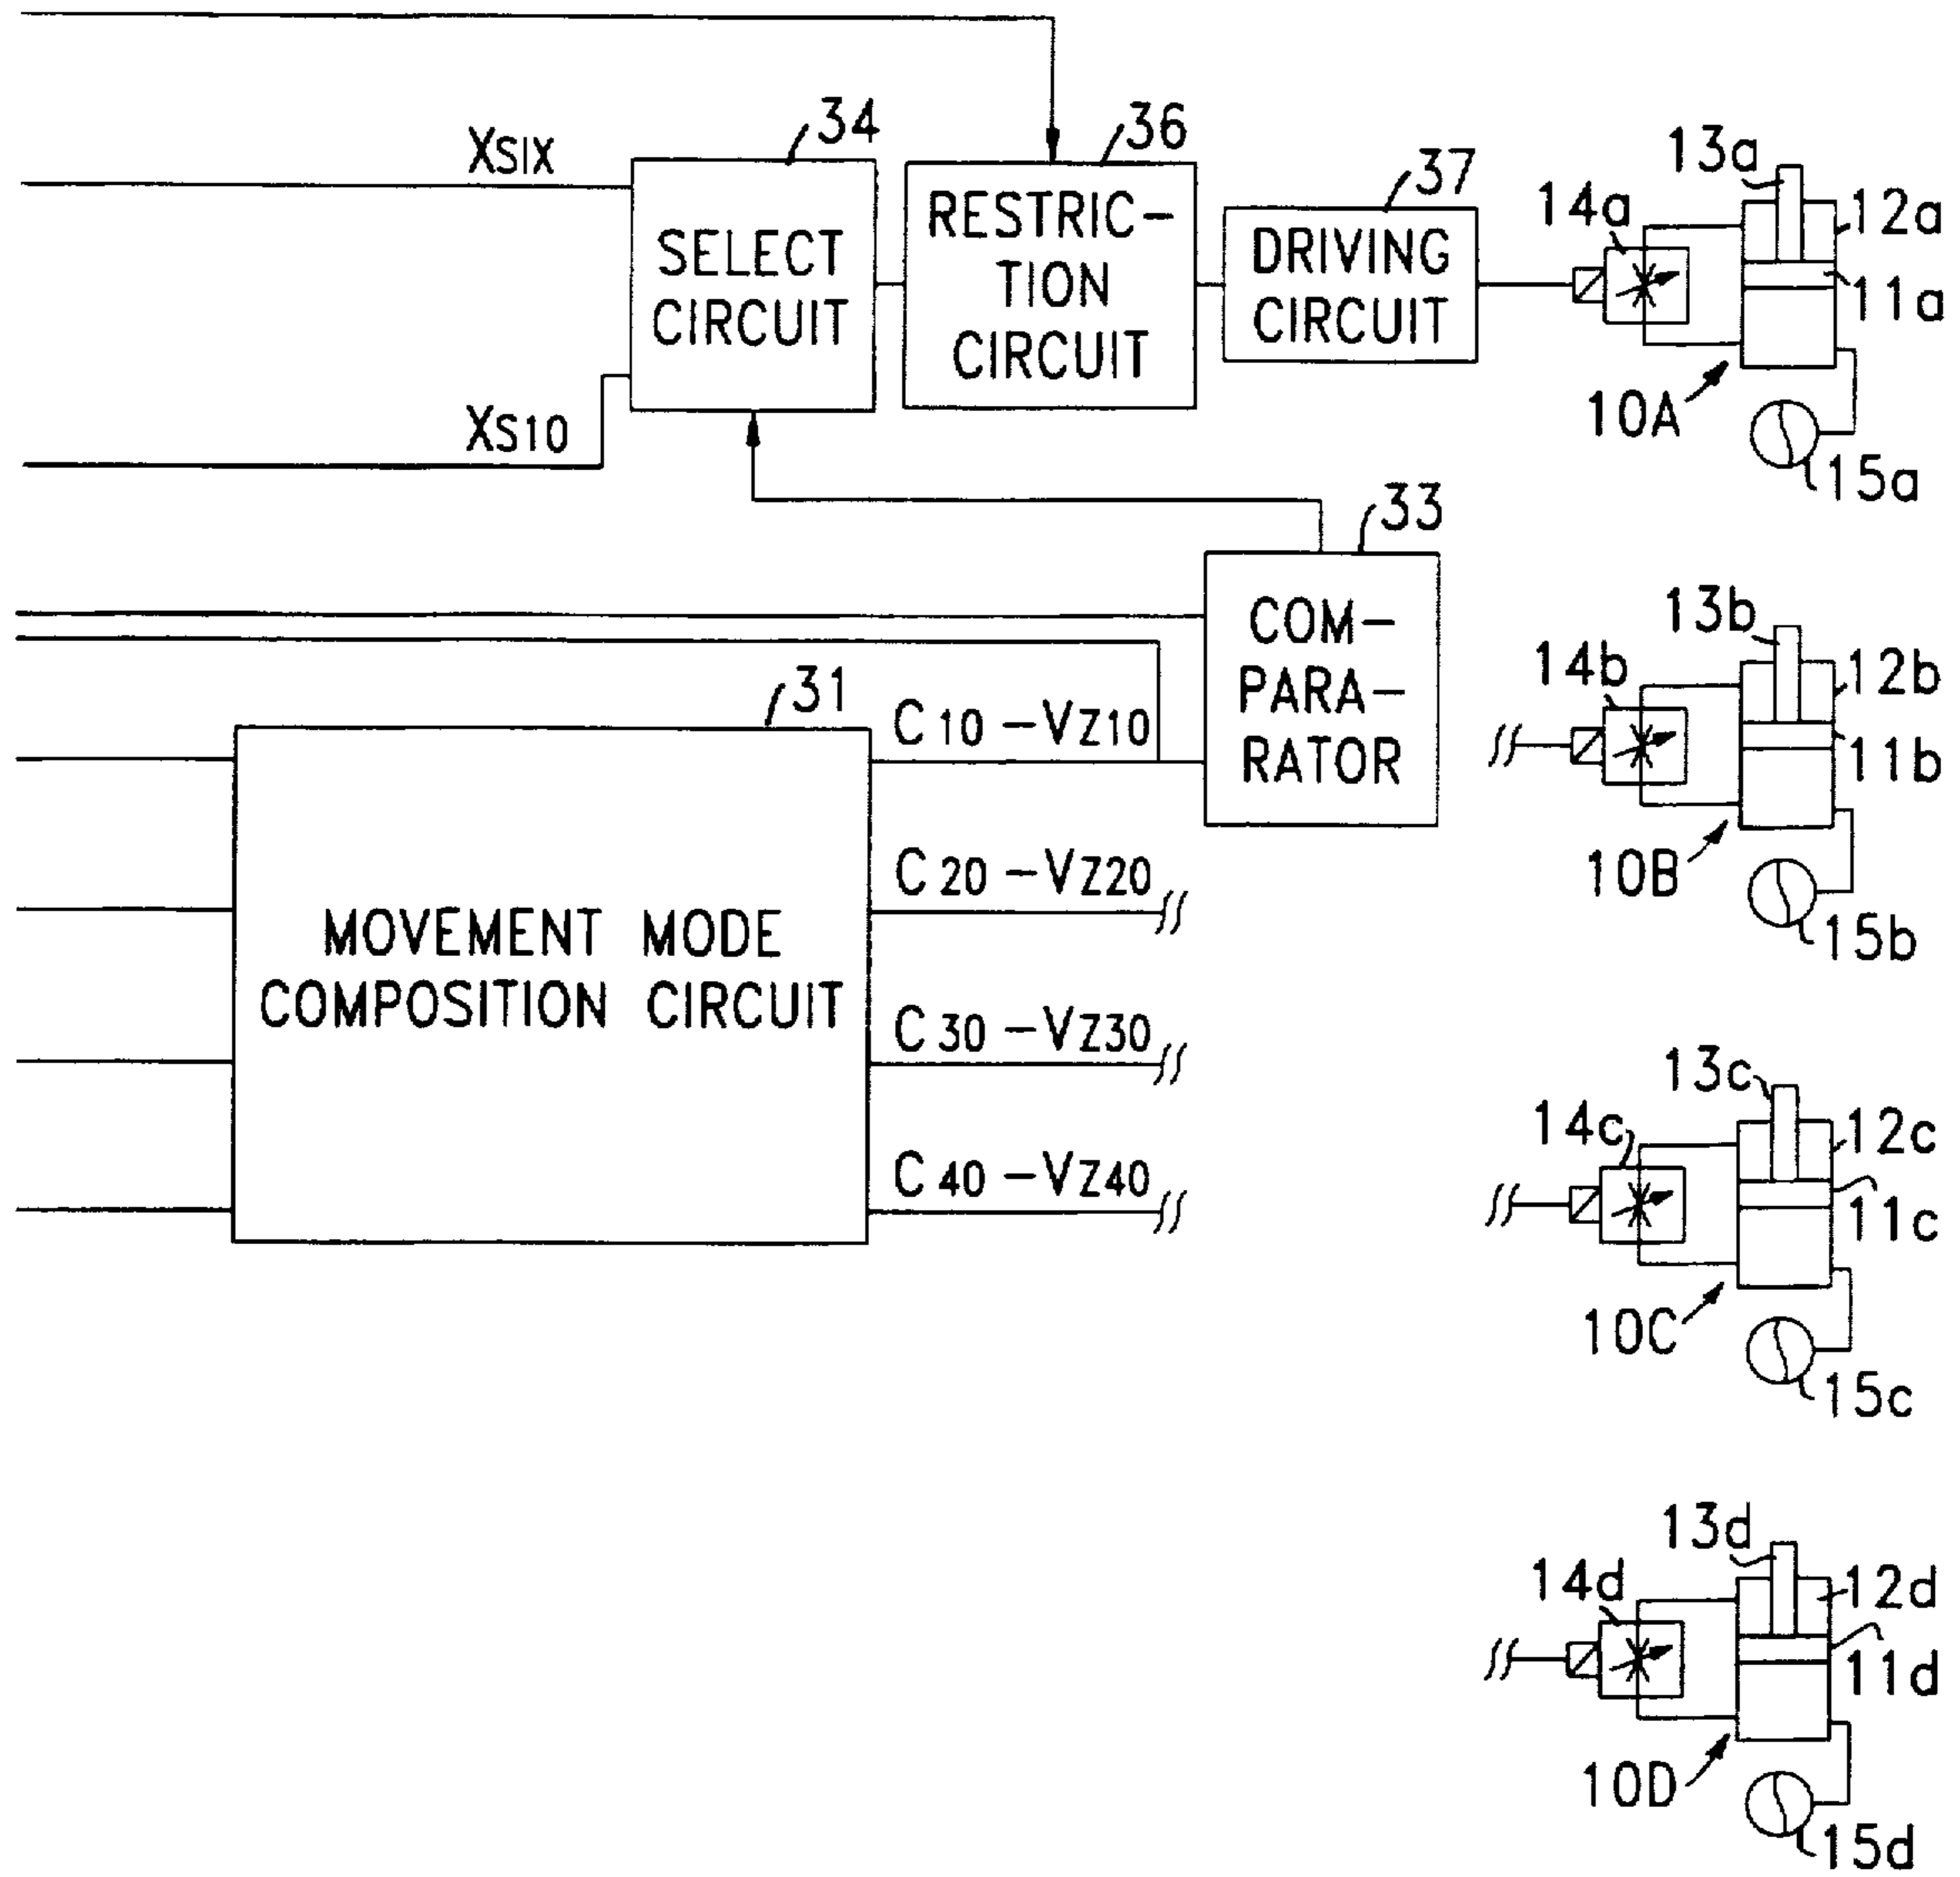 34
36
XSIX
37
13a
14a
12a
SELECT
CIRCUIT
RESTRIC-
TION
CIRCUIT
DRIVING
CIRCUIT
11a
10A
XS10
15a
33
COM-
PARA-
RATOR
13b
14b
12b
31
C10-VZ10
11b
10B
C20-VZ20
15b
MOVEMENT MODE
COMPOSITION CIRCUIT
C30-VZ30
13c
14c
12c
C40-VZ40
11c
10C
15c
13d
14d
12d
11d
10D
15d